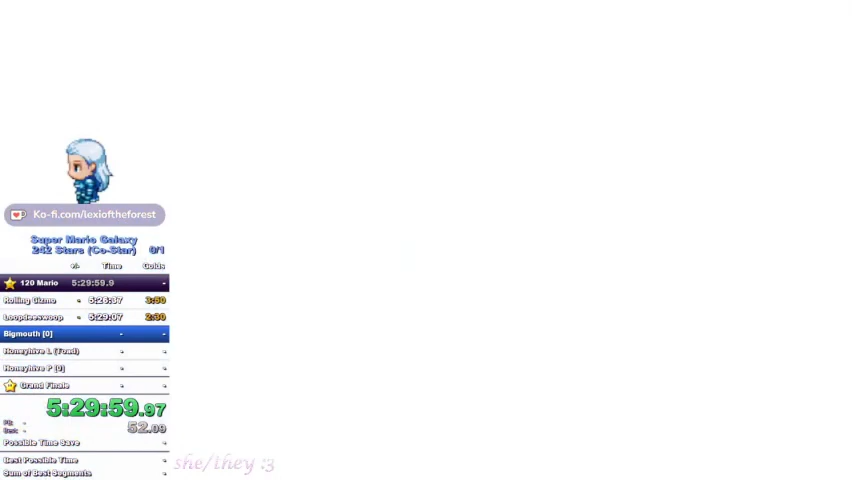 Ko-fi.com/lexioftheforest
Super Mario Galaxy
242 Stars (Co-Star) 0/1
+/- Time Golds
120 Mario 5:29:59.9 -
Rolling Gizmo - 5:26:37 3:50
Loopdeeswoop - 5:29:07 2:30
Bigmouth [0] - -
Honeyhive L (Toad) - -
Honeyhive P [0] - -
Grand Finale - -
5:29:59.97
PB: -
Best: -
52.09
Possible Time Save -
Best Possible Time -
Sum of Best Segments -
she/they :3